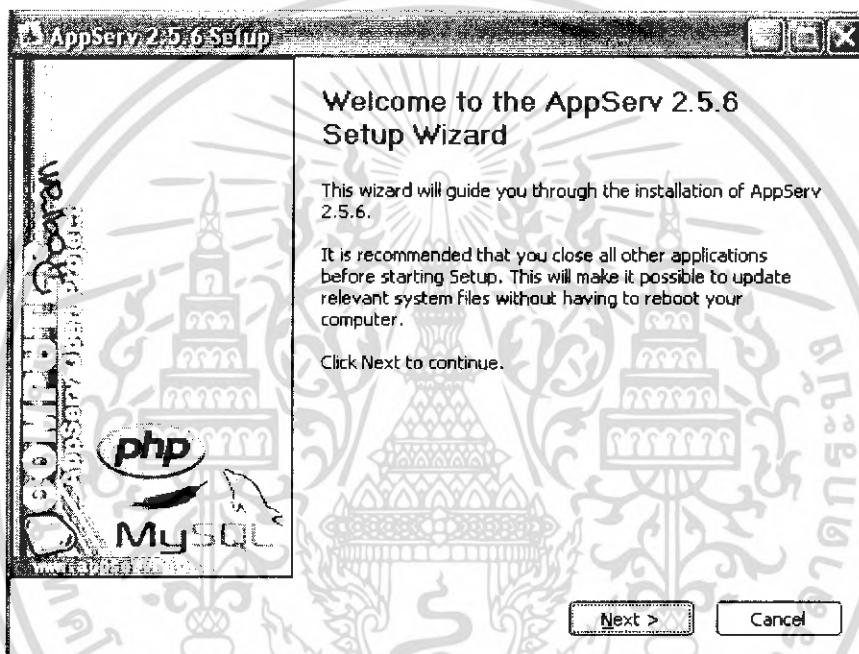 AppServ 2.5.6 Setup
Welcome to the AppServ 2.5.6
Setup Wizard
This wizard will guide you through the installation of AppServ
2.5.6.
It is recommended that you close all other applications
before starting Setup. This will make it possible to update
relevant system files without having to reboot your
computer.
Click Next to continue.
AppServ Open Project
php
MySQL
Next >
Cancel